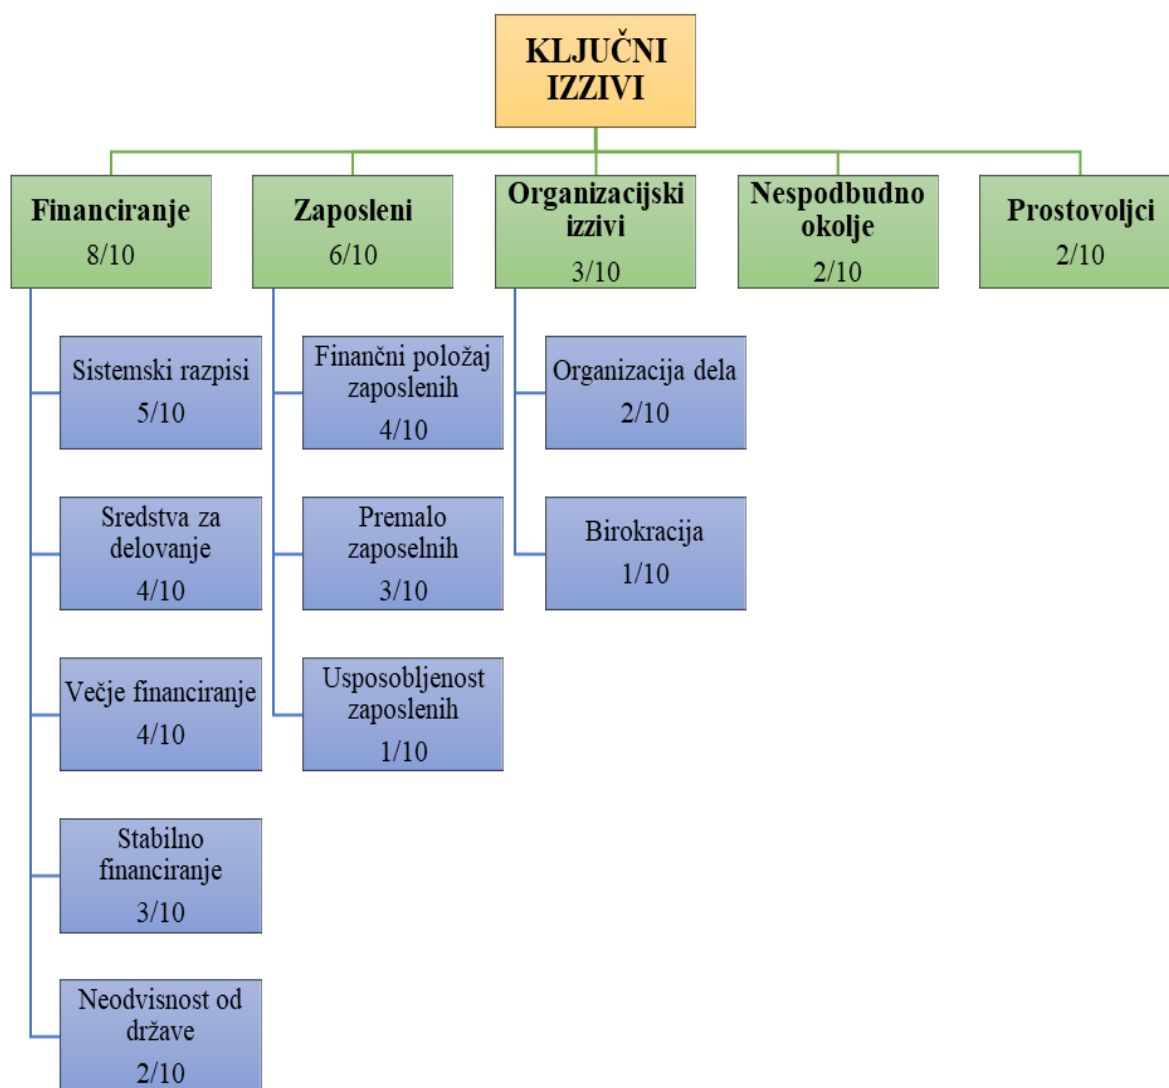 KLJUČNI
IZZIVI
Financiranje
8/10
Zaposleni
6/10
Organizacijski
izzivi
3/10
Nespodbudno
okolje
2/10
Prostovoljci
2/10
Sistemski razpisi
5/10
Sredstva za
delovanje
4/10
Večje financiranje
4/10
Stabilno
financiranje
3/10
Neodvisnost od
države
2/10
Finančni položaj
zaposlenih
4/10
Premalo
zaposelnih
3/10
Usposobljenost
zaposlenih
1/10
Organizacija dela
2/10
Birokracija
1/10